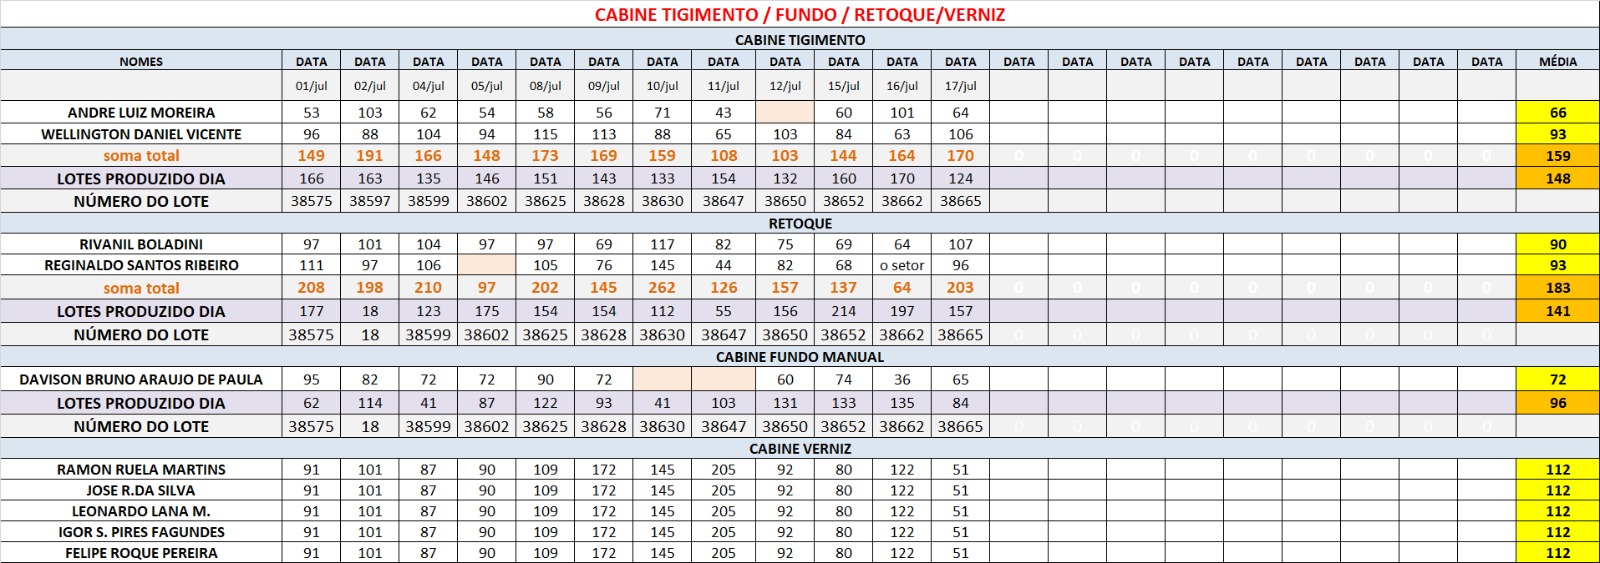 CABINE TIGIMENTO / FUNDO / RETOQUE/VERNIZ
CABINE TIGIMENTO
NOMES DATA DATA DATA DATA DATA DATA DATA DATA DATA DATA DATA DATA DATA DATA DATA DATA DATA DATA DATA DATA DATA MÉDIA
01/jul 02/jul 04/jul 05/jul 08/jul 09/jul 10/jul 11/jul 12/jul 15/jul 16/jul 17/jul
ANDRE LUIZ MOREIRA 53 103 62 54 58 56 71 43 60 101 64 66
WELLINGTON DANIEL VICENTE 96 88 104 94 115 113 88 65 103 84 63 106 93
soma total 149 191 166 148 173 169 159 108 103 144 164 170 0 0 0 0 0 0 0 0 0 159
LOTES PRODUZIDO DIA 166 163 135 146 151 143 133 154 132 160 170 124 148
NÚMERO DO LOTE 38575 38597 38599 38602 38625 38628 38630 38647 38650 38652 38662 38665
RETOQUE
RIVANIL BOLADINI 97 101 104 97 97 69 117 82 75 69 64 107 90
REGINALDO SANTOS RIBEIRO 111 97 106 105 76 145 44 82 68 o setor 96 93
soma total 208 198 210 97 202 145 262 126 157 137 64 203 0 0 0 0 0 0 0 0 0 183
LOTES PRODUZIDO DIA 177 18 123 175 154 154 112 55 156 214 197 157 141
NÚMERO DO LOTE 38575 18 38599 38602 38625 38628 38630 38647 38650 38652 38662 38665 0 0 0 0 0 0 0 0 0
CABINE FUNDO MANUAL
DAVISON BRUNO ARAUJO DE PAULA 95 82 72 72 90 72 60 74 36 65 72
LOTES PRODUZIDO DIA 62 114 41 87 122 93 41 103 131 133 135 84 96
NÚMERO DO LOTE 38575 18 38599 38602 38625 38628 38630 38647 38650 38652 38662 38665 0 0 0 0 0 0 0 0 0
CABINE VERNIZ
RAMON RUELA MARTINS 91 101 87 90 109 172 145 205 92 80 122 51 112
JOSE R.DA SILVA 91 101 87 90 109 172 145 205 92 80 122 51 112
LEONARDO LANA M. 91 101 87 90 109 172 145 205 92 80 122 51 112
IGOR S. PIRES FAGUNDES 91 101 87 90 109 172 145 205 92 80 122 51 112
FELIPE ROQUE PEREIRA 91 101 87 90 109 172 145 205 92 80 122 51 112